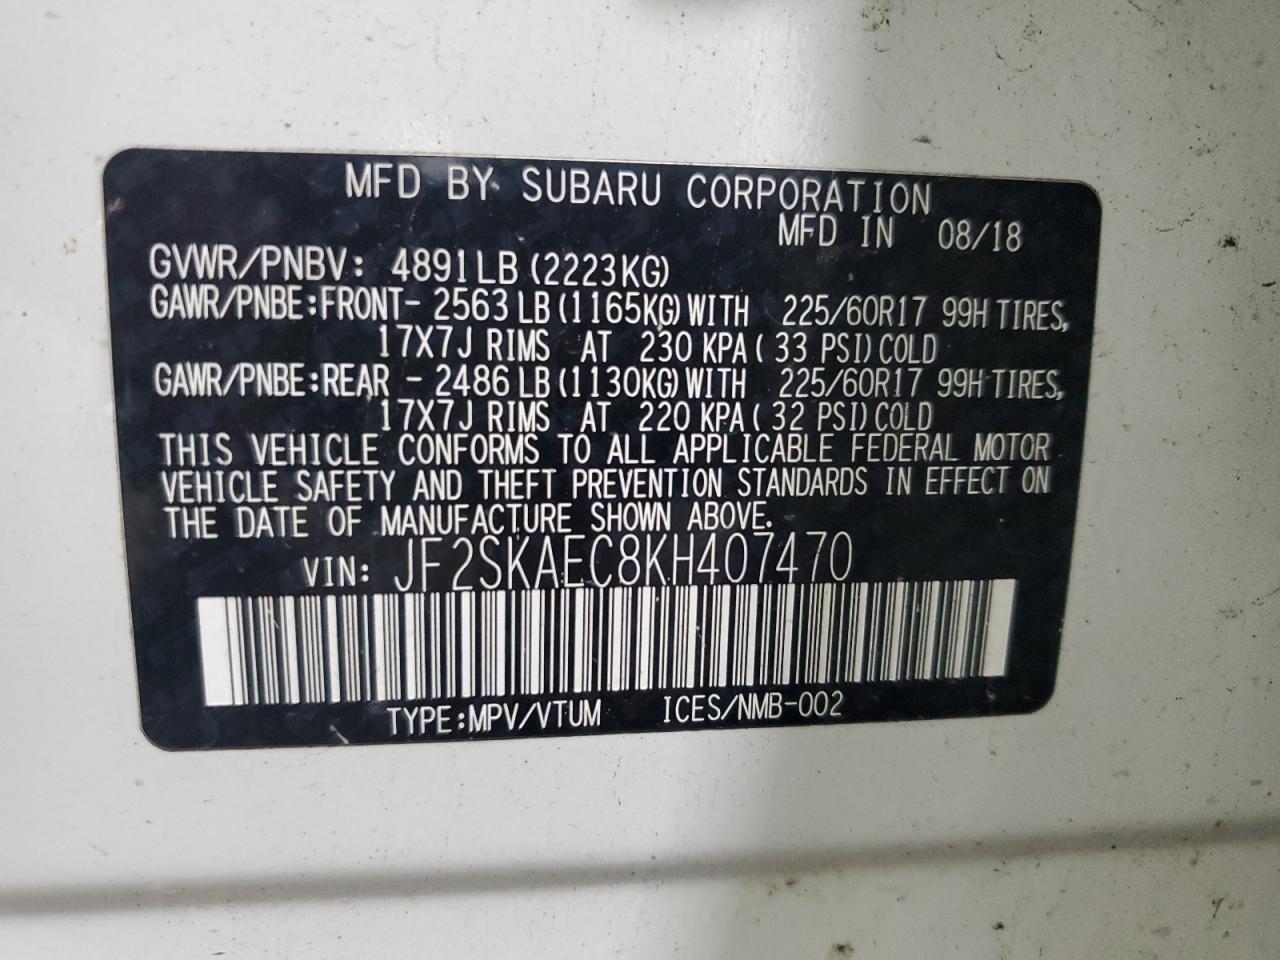 MFD BY SUBARU CORPORATION
MFD IN 08/18
GVWR/PNBV: 4891LB (2223KG)
GAWR/PNBE:FRONT- 2563 LB (1165KG) WITH 225/60R17 99H TIRES,
17X7J RIMS AT 230 KPA ( 33 PSI) COLD
GAWR/PNBE:REAR - 2486 LB (1130KG) WITH 225/60R17 99H TIRES,
17X7J RIMS AT 220 KPA ( 32 PSI) COLD
THIS VEHICLE CONFORMS TO ALL APPLICABLE FEDERAL MOTOR
VEHICLE SAFETY AND THEFT PREVENTION STANDARDS IN EFFECT ON
THE DATE OF MANUFACTURE SHOWN ABOVE.
VIN: JF2SKAEC8KH407470
TYPE:MPV/VTUM ICES/NMB-002